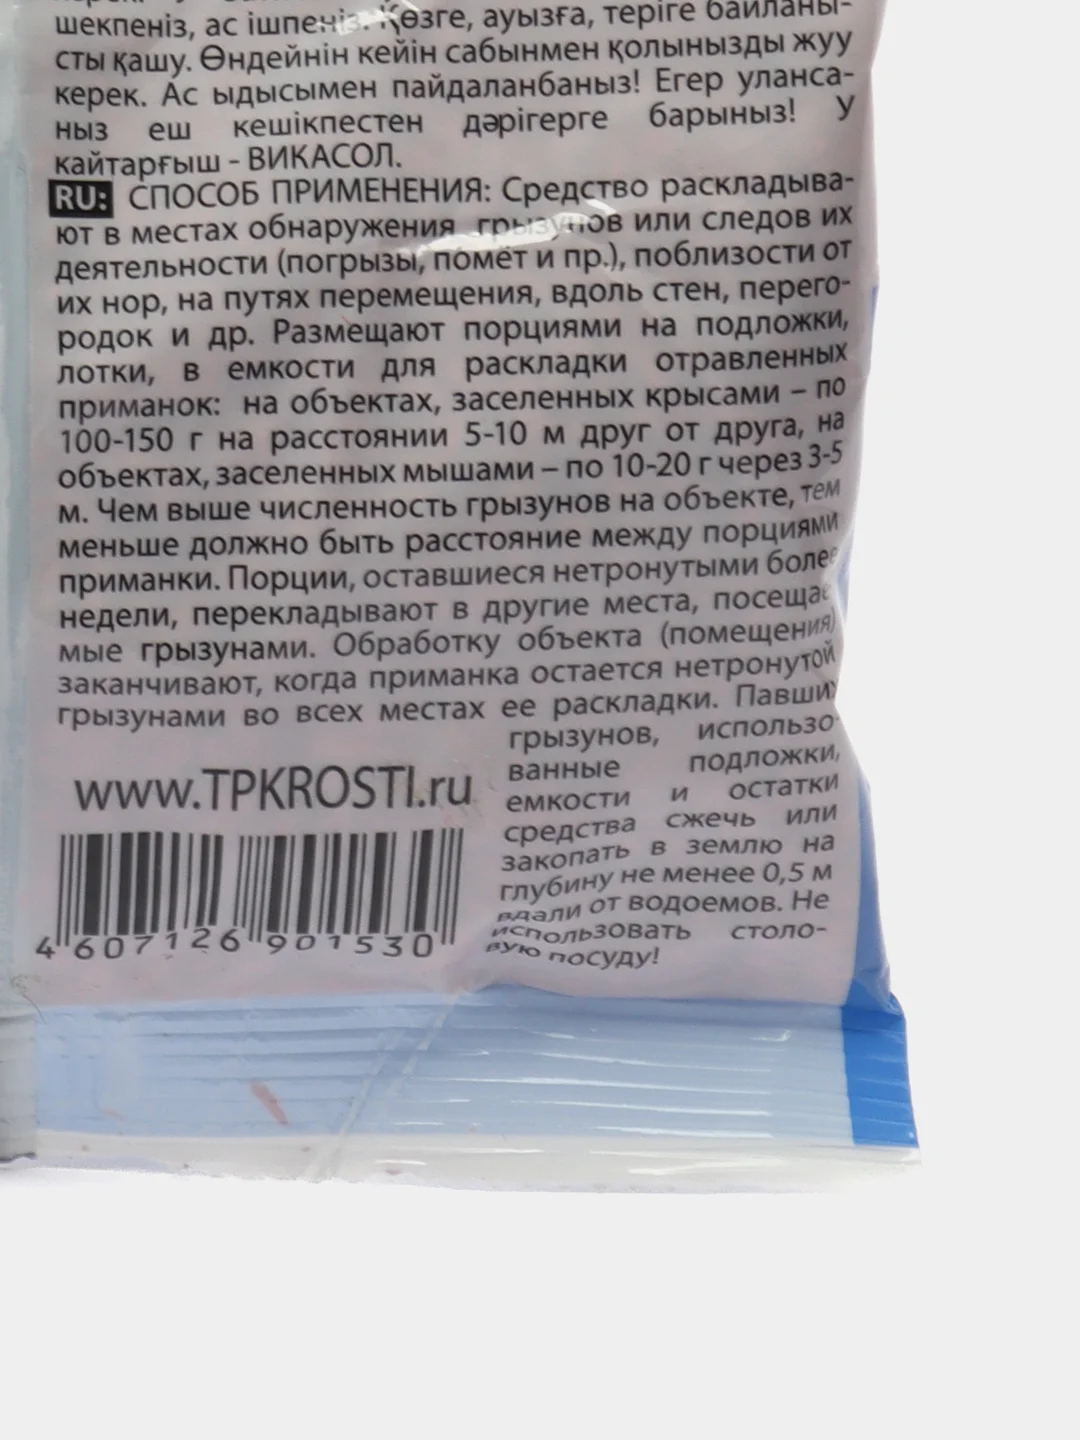 шекпеніз, ас ішпеніз. Көзге, ауызға, теріге байланы-
сты қашу. Өндейнін кейін сабынмен қолынызды жуу
керек. Ас ыдысымен пайдаланбаныз! Егер уланса-
ныз еш кешікпестен дәрігерге барыныз! У
кайтарғыш - ВИКАСОЛ.
RU: СПОСОБ ПРИМЕНЕНИЯ: Средство раскладыва-
ют в местах обнаружения грызунов или следов их
деятельности (погрызы, помёт и пр.), поблизости от
их нор, на путях перемещения, вдоль стен, перего-
родок и др. Размещают порциями на подложки,
лотки, в емкости для раскладки отравленных
приманок: на объектах, заселенных крысами – по
100-150 г на расстоянии 5-10 м друг от друга, на
объектах, заселенных мышами – по 10-20 г через 3-5
м. Чем выше численность грызунов на объекте, тем
меньше должно быть расстояние между порциями
приманки. Порции, оставшиеся нетронутыми более
недели, перекладывают в другие места, посещае
мые грызунами. Обработку объекта (помещения)
заканчивают, когда приманка остается нетронутой
грызунами во всех местах ее раскладки. Павших
грызунов, использо-
ванные подложки,
емкости и остатки
средства сжечь или
закопать в землю на
глубину не менее 0,5 м
вдали от водоемов. Не
использовать столо-
вую посуду!
www.TPKROSTI.ru
4 607126 901530